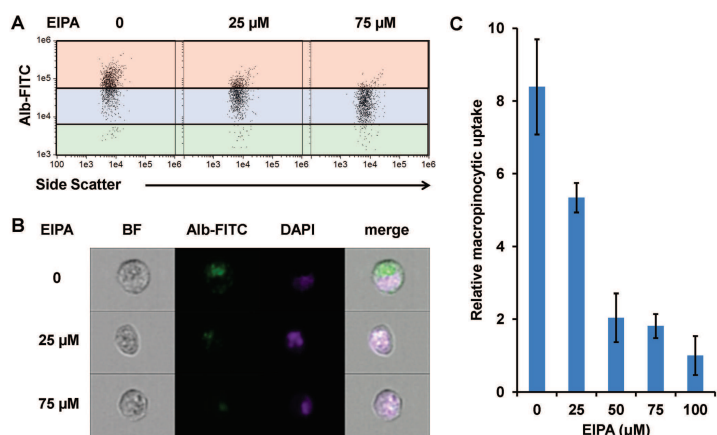 A
EIPA 0 25 µM 75 µM
Alb-FITC
1e6
1e5
1e4
1e3
100 1e3 1e4 1e5 1e6 1e3 1e4 1e5 1e6 1e3 1e4 1e5 1e6
Side Scatter
B
EIPA BF Alb-FITC DAPI merge
0
25 µM
75 µM
C
Relative macropinocytic uptake
10
8
6
4
2
0
0 25 50 75 100
EIPA (µM)